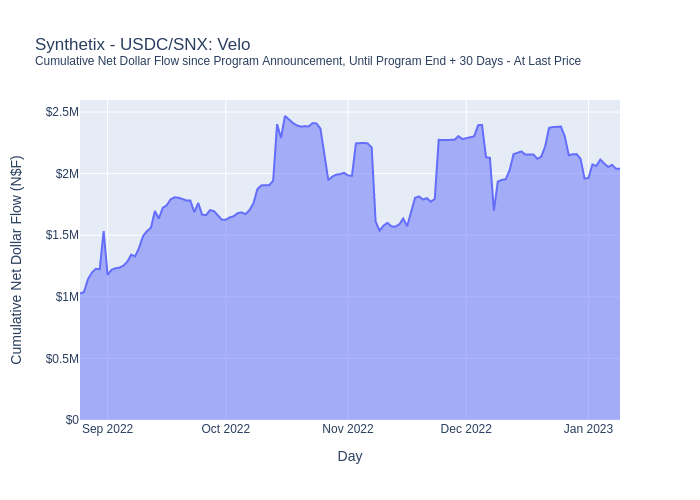 Synthetix - USDC/SNX: Velo
Cumulative Net Dollar Flow since Program Announcement, Until Program End + 30 Days - At Last Price
Cumulative Net Dollar Flow (N$F)
$2.5M
$2M
$1.5M
$1M
$0.5M
$0
Sep 2022 Oct 2022 Nov 2022 Dec 2022 Jan 2023
Day